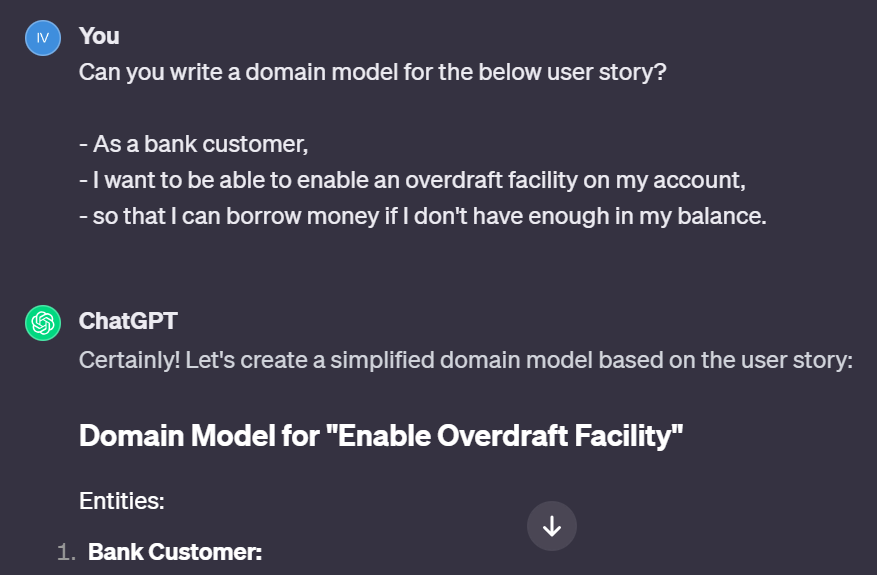 IV
You
Can you write a domain model for the below user story?
- As a bank customer,
- I want to be able to enable an overdraft facility on my account,
- so that I can borrow money if I don't have enough in my balance.
ChatGPT
Certainly! Let's create a simplified domain model based on the user story:
Domain Model for "Enable Overdraft Facility"
Entities:
1. Bank Customer: